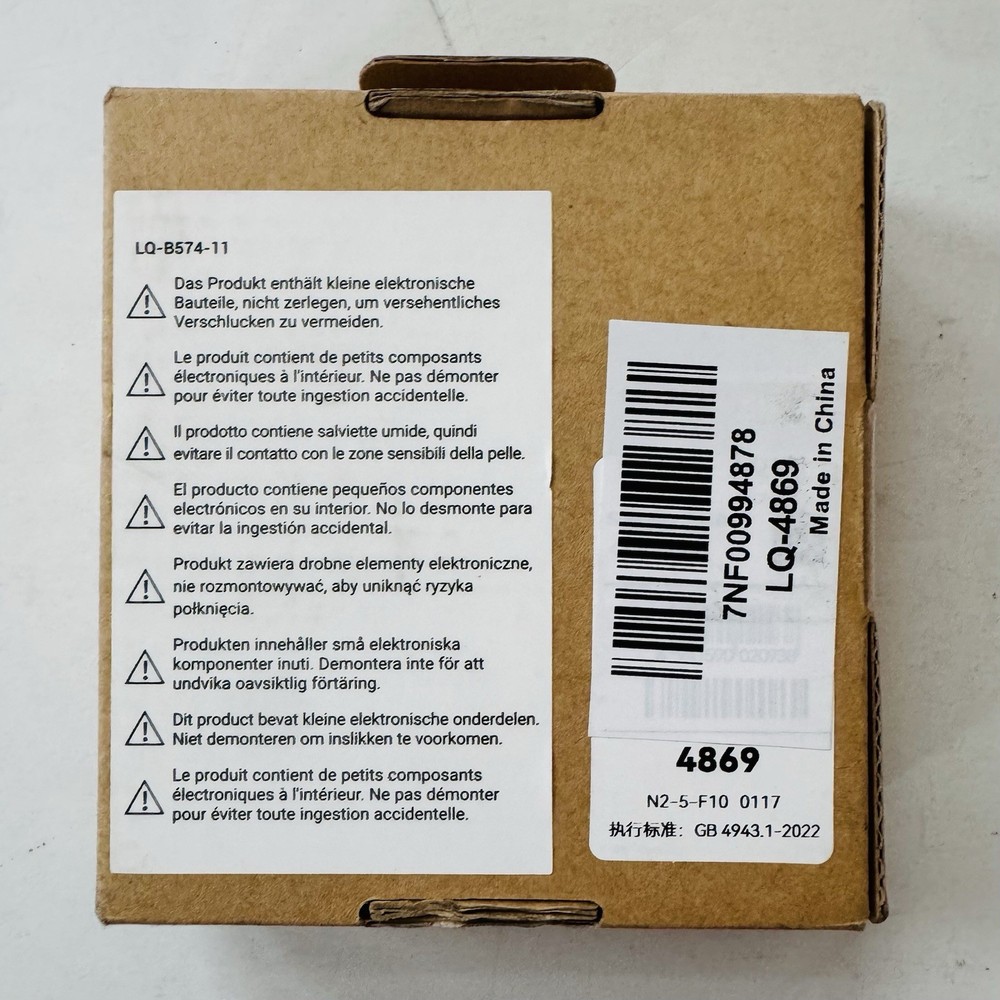 LQ-B574-11
Das Produkt enthält kleine elektronische
Bauteile, nicht zerlegen, um versehentliches
Verschlucken zu vermeiden.
Le produit contient de petits composants
électroniques à l'intérieur. Ne pas démonter
pour éviter toute ingestion accidentelle.
Il prodotto contiene salviette umide, quindi
evitare il contatto con le zone sensibili della pelle.
El producto contiene pequeños componentes
electrónicos en su interior. No lo desmonte para
evitar la ingestión accidental.
Produkt zawiera drobne elementy elektroniczne,
nie rozmontowywać, aby uniknąć ryzyka
połknięcia.
Produkten innehåller små elektroniska
komponenter inuti. Demontera inte för att
undvika oavsiktlig förtäring.
Dit product bevat kleine elektronische onderdelen.
Niet demonteren om inslikken te voorkomen.
Le produit contient de petits composants
électroniques à l'intérieur. Ne pas démonter
pour éviter toute ingestion accidentelle.
7NF00994878
LQ-4869
Made in China
4869
N2-5-F10 0117
执行标准: GB 4943.1-2022